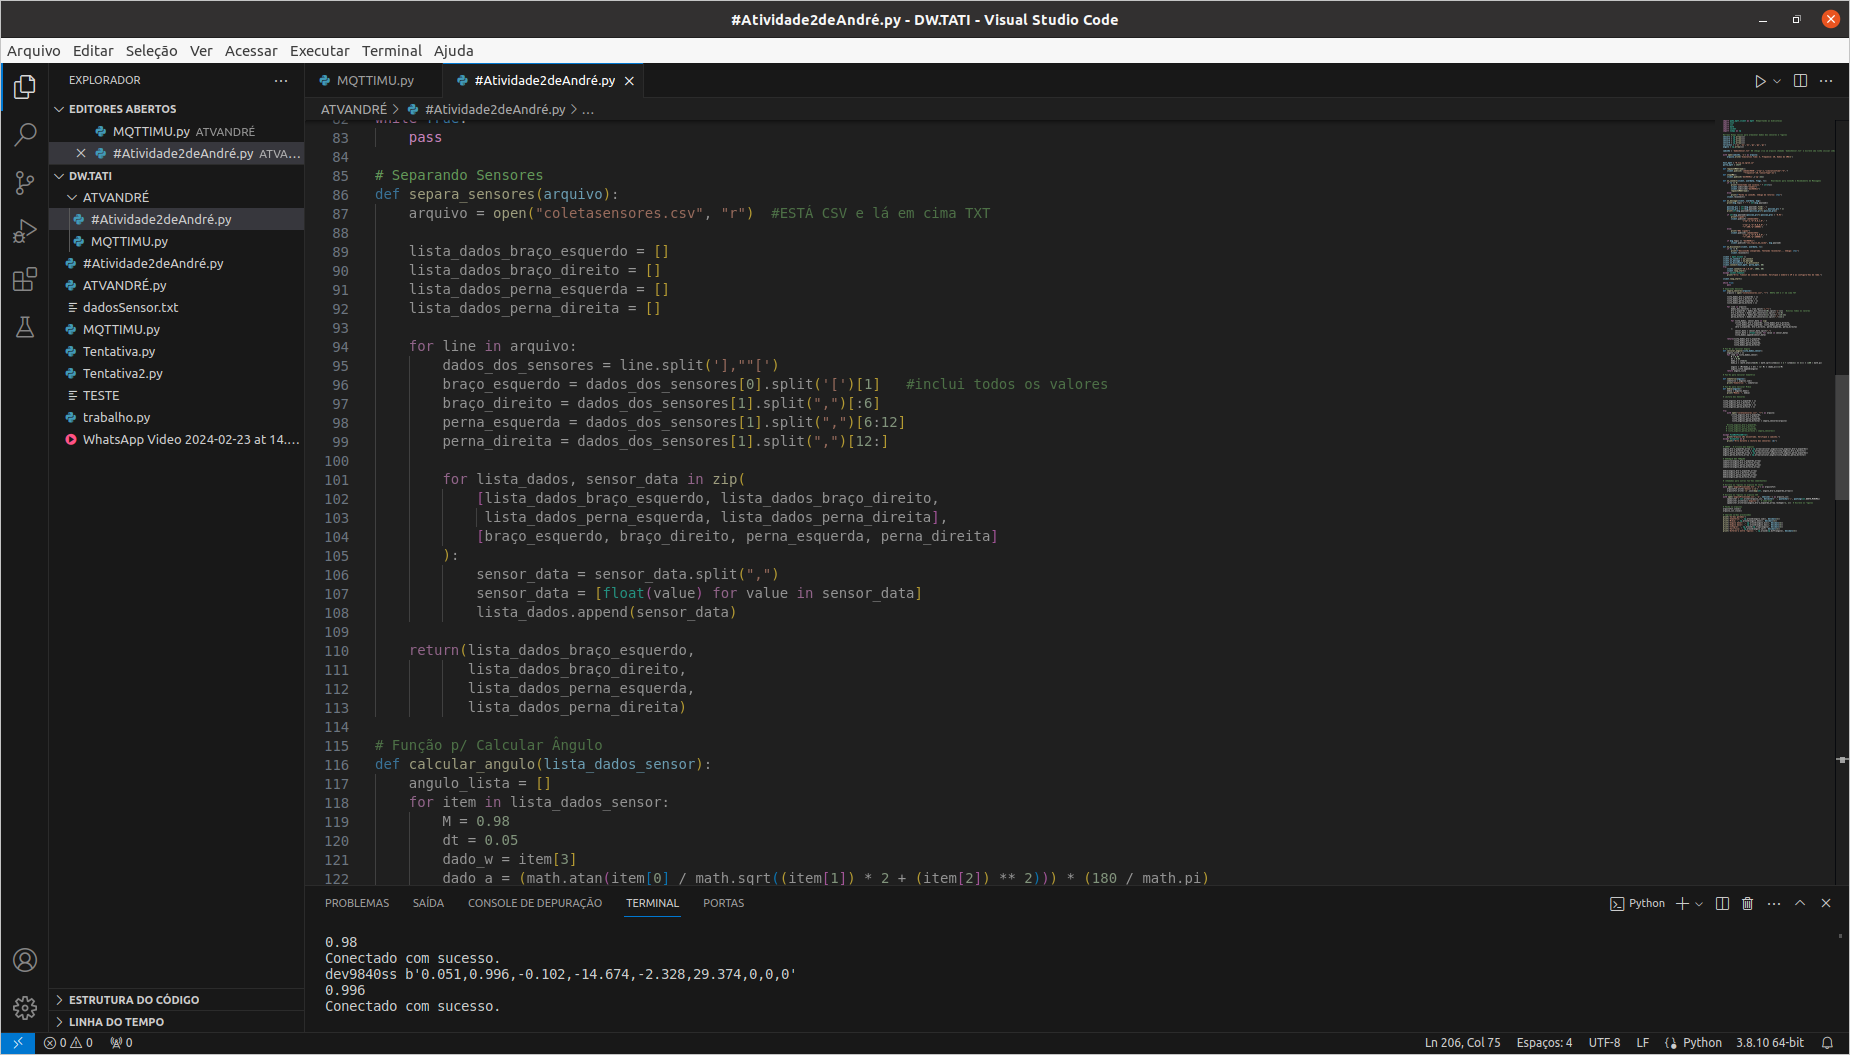 #Atividade2deAndré.py - DW.TATI - Visual Studio Code
Arquivo Editar Seleção Ver Acessar Executar Terminal Ajuda
EXPLORADOR
EDITORES ABERTOS
MQTTIMU.py ATVANDRÉ
#Atividade2deAndré.py ATVA...
DW.TATI
ATVANDRÉ
#Atividade2deAndré.py
MQTTIMU.py
#Atividade2deAndré.py
ATVANDRÉ.py
dadosSensor.txt
MQTTIMU.py
Tentativa.py
Tentativa2.py
TESTE
trabalho.py
WhatsApp Video 2024-02-23 at 14....
ESTRUTURA DO CÓDIGO
LINHA DO TEMPO
MQTTIMU.py #Atividade2deAndré.py
ATVANDRÉ > #Atividade2deAndré.py > ...
82 while True:
83 pass
84
85 # Separando Sensores
86 def separa_sensores(arquivo):
87 arquivo = open("coletasensores.csv", "r") #ESTÁ CSV e lá em cima TXT
88
89 lista_dados_braço_esquerdo = []
90 lista_dados_braço_direito = []
91 lista_dados_perna_esquerda = []
92 lista_dados_perna_direita = []
93
94 for line in arquivo:
95 dados_dos_sensores = line.split('],""[')
96 braço_esquerdo = dados_dos_sensores[0].split('[')[1] #inclui todos os valores
97 braço_direito = dados_dos_sensores[1].split(",")[:6]
98 perna_esquerda = dados_dos_sensores[1].split(",")[6:12]
99 perna_direita = dados_dos_sensores[1].split(",")[12:]
100
101 for lista_dados, sensor_data in zip(
102 [lista_dados_braço_esquerdo, lista_dados_braço_direito,
103 lista_dados_perna_esquerda, lista_dados_perna_direita],
104 [braço_esquerdo, braço_direito, perna_esquerda, perna_direita]
105 ):
106 sensor_data = sensor_data.split(",")
107 sensor_data = [float(value) for value in sensor_data]
108 lista_dados.append(sensor_data)
109
110 return(lista_dados_braço_esquerdo,
111 lista_dados_braço_direito,
112 lista_dados_perna_esquerda,
113 lista_dados_perna_direita)
114
115 # Função p/ Calcular Ângulo
116 def calcular_angulo(lista_dados_sensor):
117 angulo_lista = []
118 for item in lista_dados_sensor:
119 M = 0.98
120 dt = 0.05
121 dado_w = item[3]
122 dado_a = (math.atan(item[0] / math.sqrt((item[1]) * 2 + (item[2]) ** 2))) * (180 / math.pi)
PROBLEMAS SAÍDA CONSOLE DE DEPURAÇÃO TERMINAL PORTAS
Python
0.98
Conectado com sucesso.
dev9840ss b'0.051,0.996,-0.102,-14.674,-2.328,29.374,0,0,0'
0.996
Conectado com sucesso.
0 0 0
Ln 206, Col 75 Espaços: 4 UTF-8 LF Python 3.8.10 64-bit